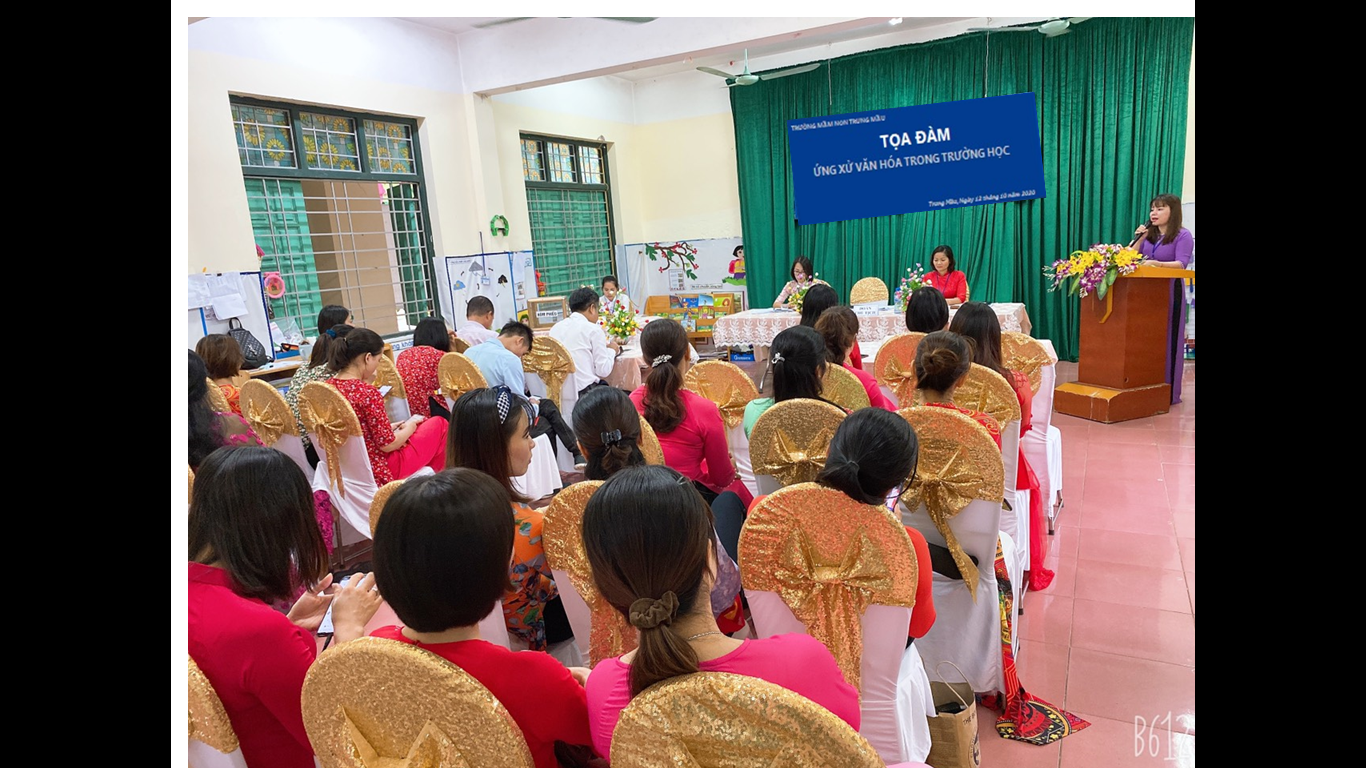 TRƯỜNG MẦM NON TRUNG MẦU
TỌA ĐÀM
ỨNG XỬ VĂN HÓA TRONG TRƯỜNG HỌC
Trung Mầu, Ngày 12 tháng 10 năm 2020
B612